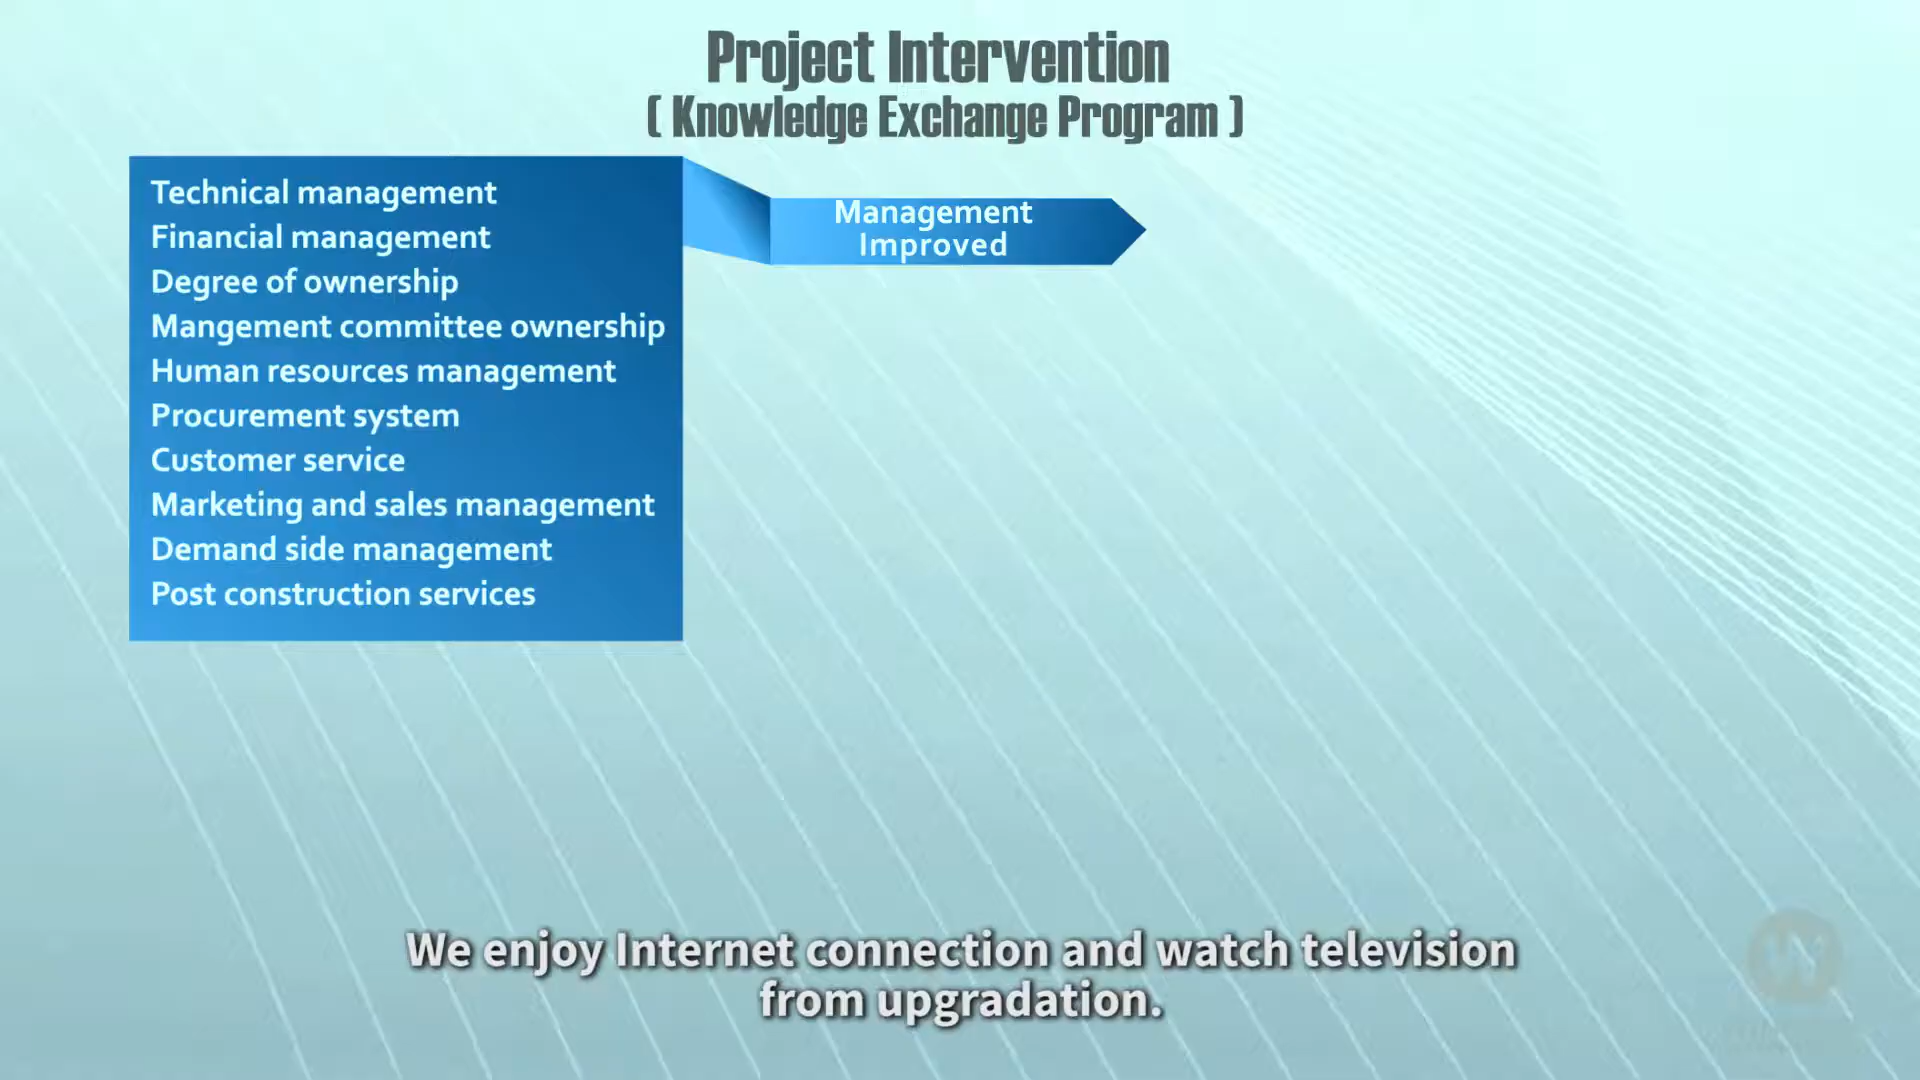 Project Intervention
( Knowledge Exchange Program )
Technical management
Financial management
Degree of ownership
Mangement committee ownership
Human resources management
Procurement system
Customer service
Marketing and sales management
Demand side management
Post construction services
Management
Improved
We enjoy Internet connection and watch television
from upgradation.